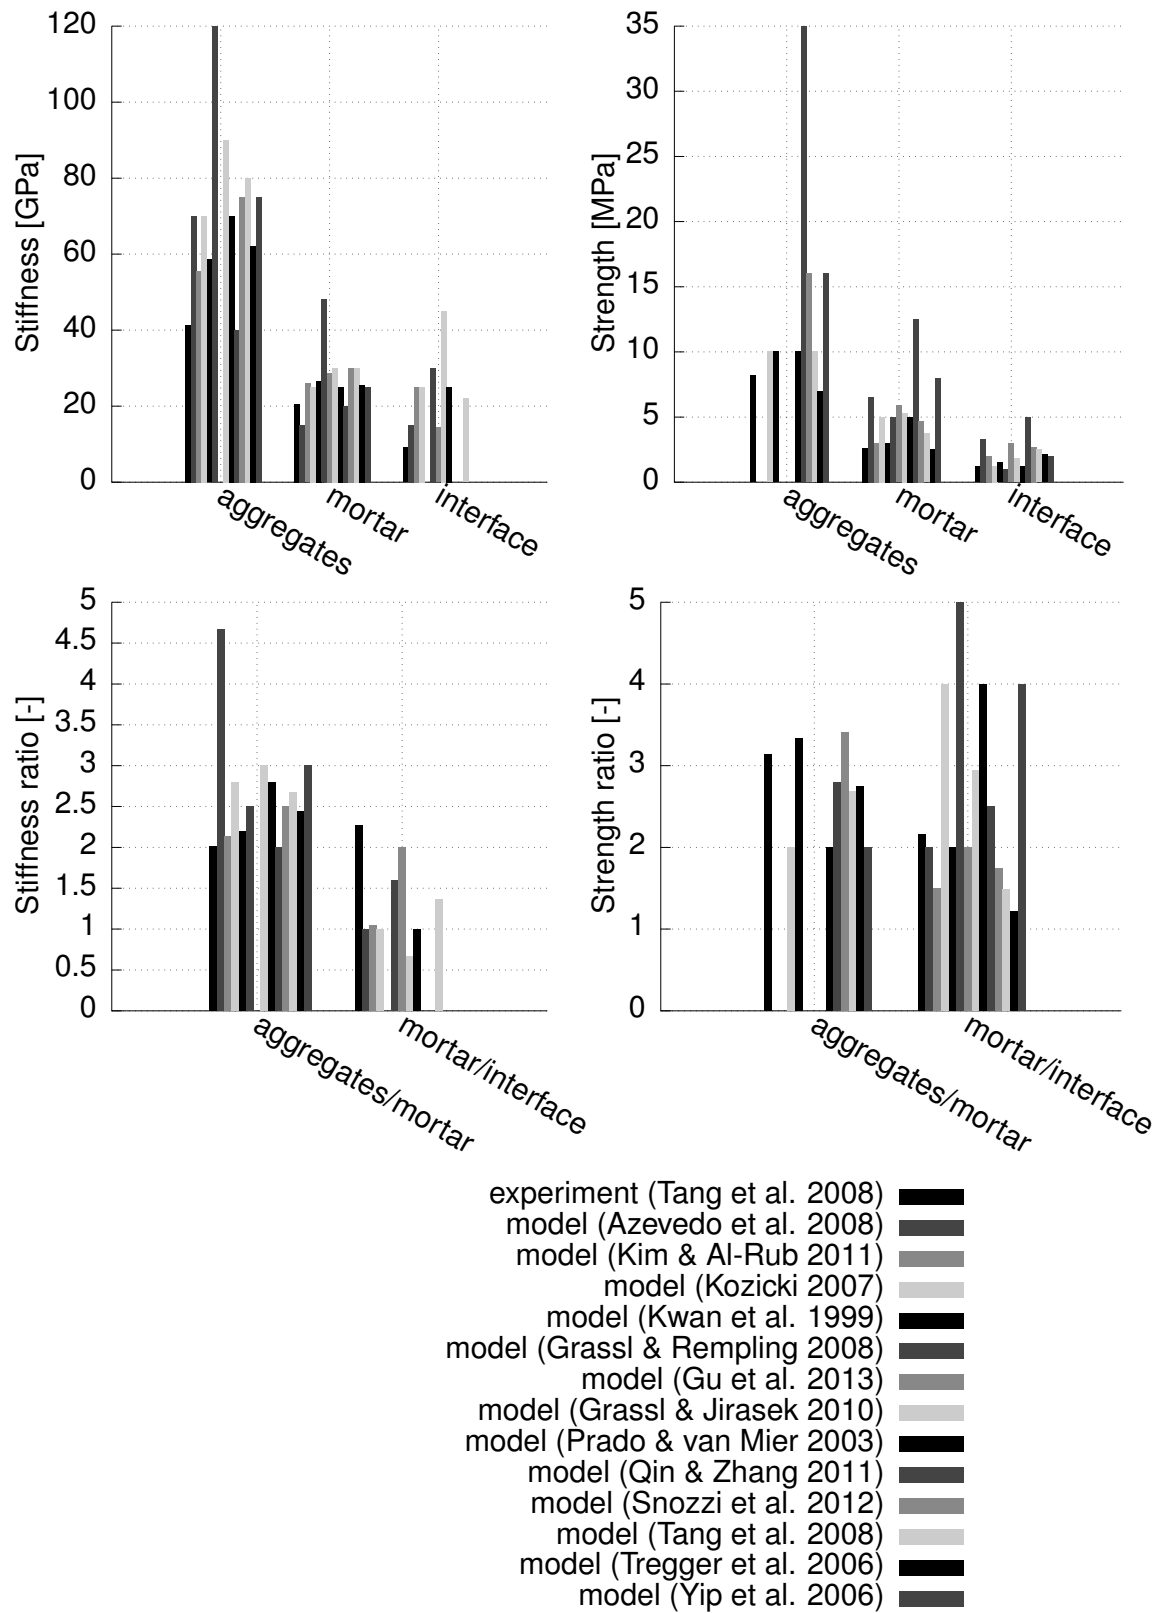 Stiffness [GPa]
120
100
80
60
40
20
0
aggregates
mortar
interface
Strength [MPa]
35
30
25
20
15
10
5
0
aggregates
mortar
interface
Stiffness ratio [-]
5
4.5
4
3.5
3
2.5
2
1.5
1
0.5
0
aggregates/mortar
mortar/interface
Strength ratio [-]
5
4
3
2
1
0
aggregates/mortar
mortar/interface
experiment (Tang et al. 2008)
model (Azevedo et al. 2008)
model (Kim & Al-Rub 2011)
model (Kozicki 2007)
model (Kwan et al. 1999)
model (Grassl & Rempling 2008)
model (Gu et al. 2013)
model (Grassl & Jirasek 2010)
model (Prado & van Mier 2003)
model (Qin & Zhang 2011)
model (Snozzi et al. 2012)
model (Tang et al. 2008)
model (Tregger et al. 2006)
model (Yip et al. 2006)